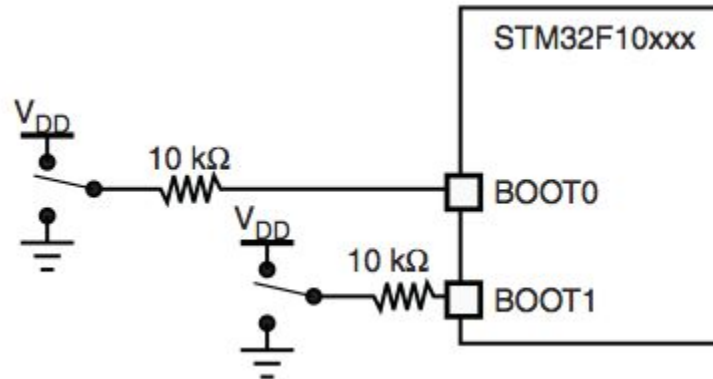 STM32F10xxx
VDD
10 kΩ
BOOT0
VDD
10 kΩ
BOOT1